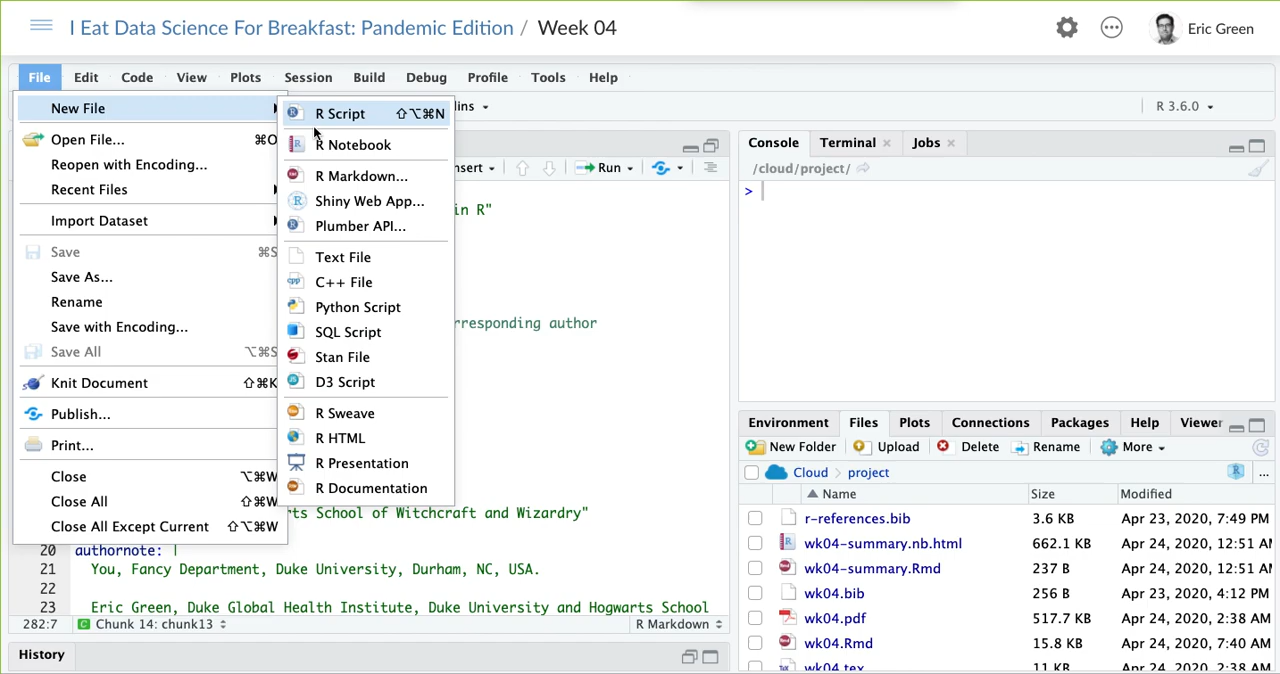 I Eat Data Science For Breakfast: Pandemic Edition / Week 04
Eric Green
File Edit Code View Plots Session Build Debug Profile Tools Help
R 3.6.0
New File
Open File... ⌘O
Reopen with Encoding...
Recent Files
Import Dataset
Save ⌘S
Save As...
Rename
Save with Encoding...
Save All ⌥⌘S
Knit Document ⇧⌘K
Publish...
Print...
Close ⌥⌘W
Close All ⇧⌘W
Close All Except Current ⇧⌥⌘W
R Script ⇧⌥⌘N
R Notebook
R Markdown...
Shiny Web App...
Plumber API...
Text File
C++ File
Python Script
SQL Script
Stan File
D3 Script
R Sweave
R HTML
R Presentation
R Documentation
Run
in R"
author
School of Witchcraft and Wizardry"
20 authornote: |
21 You, Fancy Department, Duke University, Durham, NC, USA.
22
23 Eric Green, Duke Global Health Institute, Duke University and Hogwarts School
282:7 Chunk 14: chunk13 R Markdown
History
Console Terminal Jobs
/cloud/project/
>
Environment Files Plots Connections Packages Help Viewer
New Folder Upload Delete Rename More
Cloud project ...
Name Size Modified
r-references.bib 3.6 KB Apr 23, 2020, 7:49 PM
wk04-summary.nb.html 662.1 KB Apr 24, 2020, 12:51 AM
wk04-summary.Rmd 237 B Apr 24, 2020, 12:51 AM
wk04.bib 256 B Apr 23, 2020, 4:12 PM
wk04.pdf 517.7 KB Apr 24, 2020, 2:38 AM
wk04.Rmd 15.8 KB Apr 24, 2020, 7:40 AM
wk04.tex 11 KB Apr 24, 2020, 2:38 AM